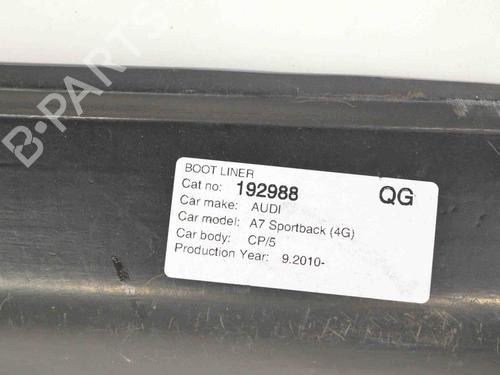 B-PARTS
BOOT LINER
Cat no: 192988 QG
Car make: AUDI
Car model: A7 Sportback (4G)
Car body: CP/5
Production Year: 9.2010-